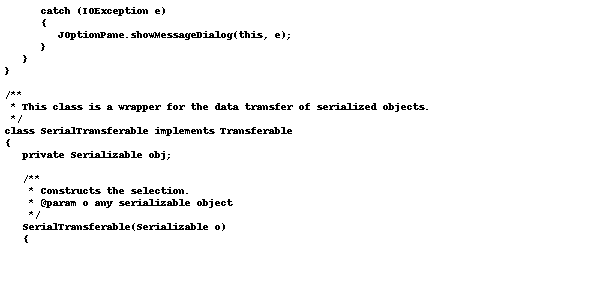 catch (IOException e)
{
JOptionPane.showMessageDialog(this, e);
}
}
}
/**
* This class is a wrapper for the data transfer of serialized objects.
*/
class SerialTransferable implements Transferable
{
private Serializable obj;
/**
* Constructs the selection.
* @param o any serializable object
*/
SerialTransferable(Serializable o)
{